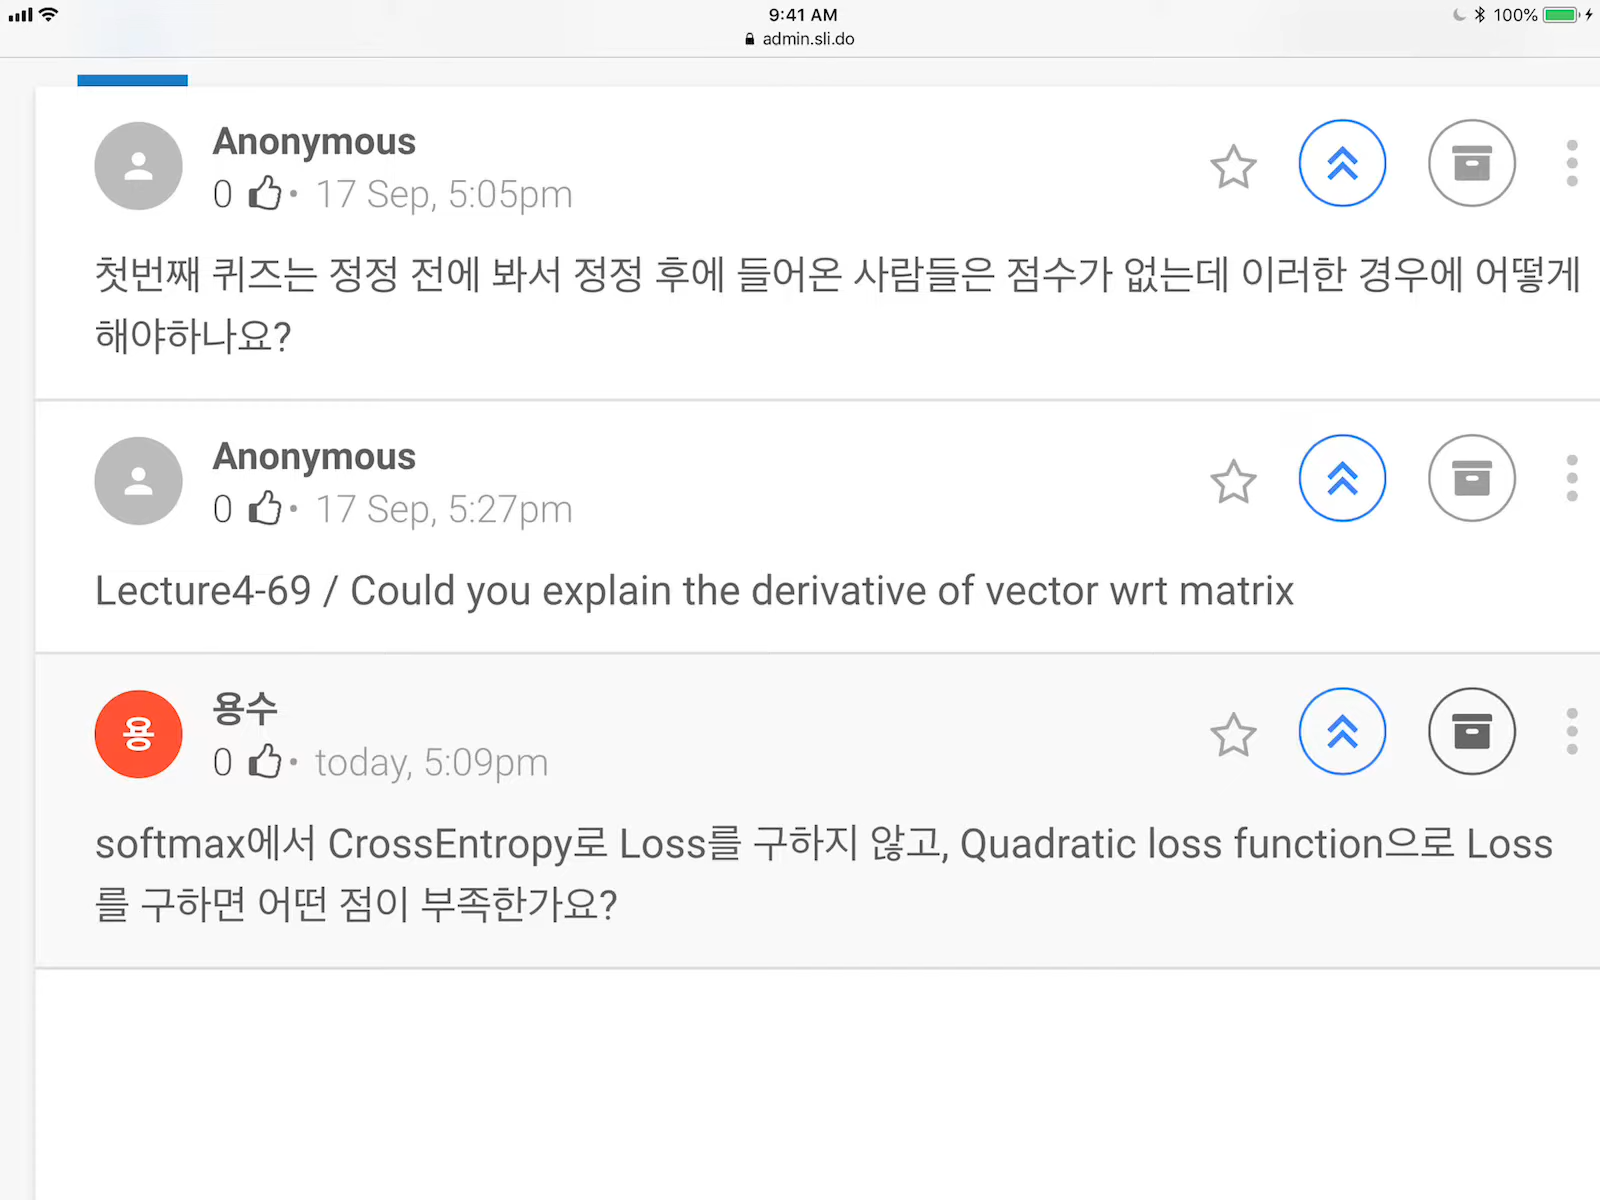 9:41 AM
100%
admin.sli.do
Anonymous
0 · 17 Sep, 5:05pm
첫번째 퀴즈는 정정 전에 봐서 정정 후에 들어온 사람들은 점수가 없는데 이러한 경우에 어떻게
해야하나요?
Anonymous
0 · 17 Sep, 5:27pm
Lecture4-69 / Could you explain the derivative of vector wrt matrix
용
용수
0 · today, 5:09pm
softmax에서 CrossEntropy로 Loss를 구하지 않고, Quadratic loss function으로 Loss
를 구하면 어떤 점이 부족한가요?